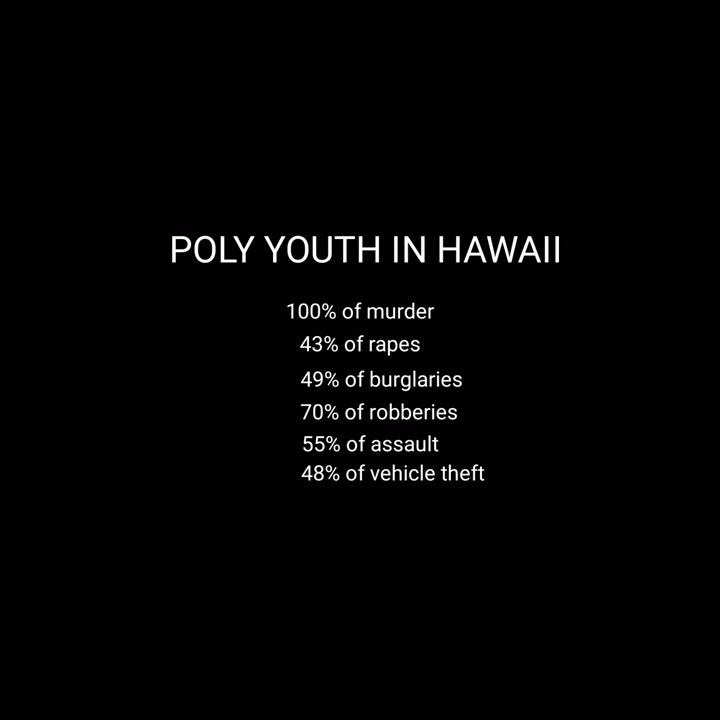 POLY YOUTH IN HAWAII
100% of murder
43% of rapes
49% of burglaries
70% of robberies
55% of assault
48% of vehicle theft